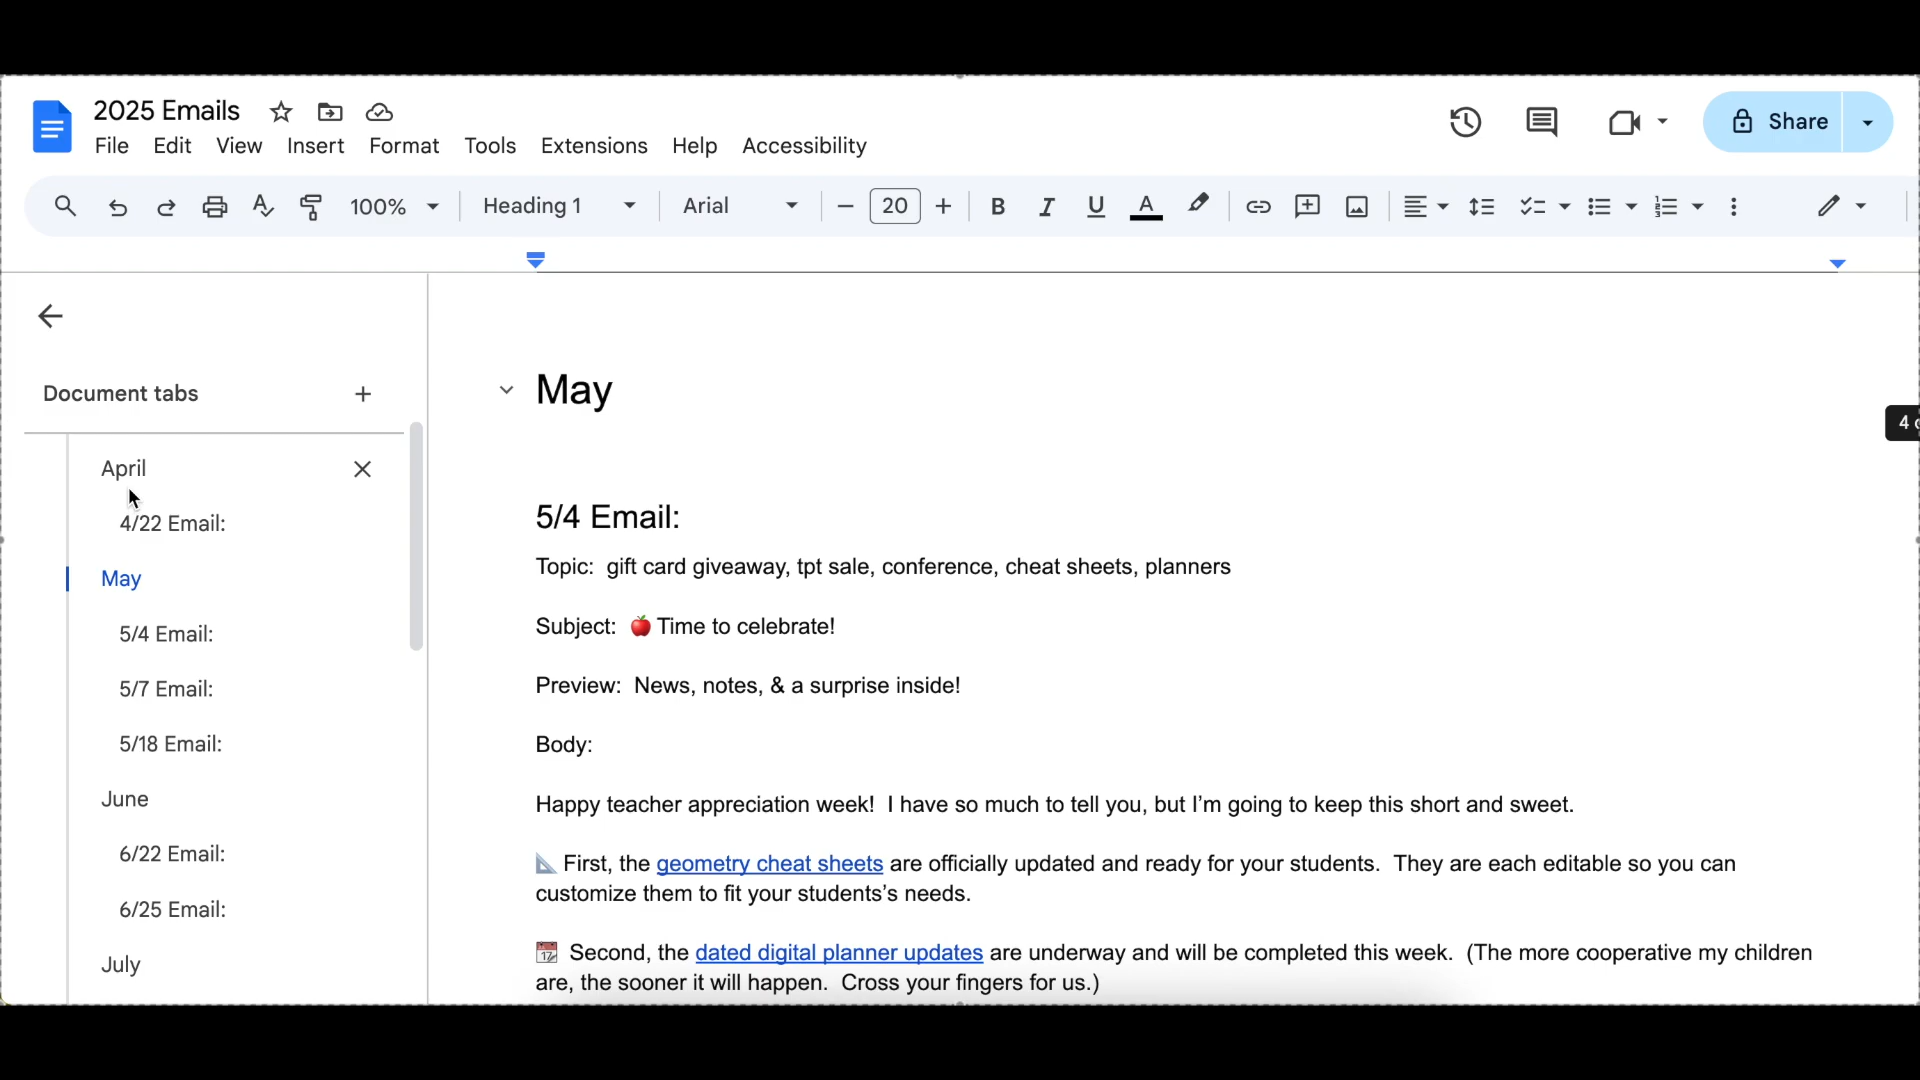 2025 Emails
File Edit View Insert Format Tools Extensions Help Accessibility
Share
100% Heading 1 Arial 20 B I U A
Document tabs
April
4/22 Email:
May
5/4 Email:
5/7 Email:
5/18 Email:
June
6/22 Email:
6/25 Email:
July
May
4
5/4 Email:
Topic: gift card giveaway, tpt sale, conference, cheat sheets, planners
Subject: 🍎 Time to celebrate!
Preview: News, notes, & a surprise inside!
Body:
Happy teacher appreciation week! I have so much to tell you, but I’m going to keep this short and sweet.
📐 First, the geometry cheat sheets are officially updated and ready for your students. They are each editable so you can
customize them to fit your students’s needs.
📆 Second, the dated digital planner updates are underway and will be completed this week. (The more cooperative my children
are, the sooner it will happen. Cross your fingers for us.)